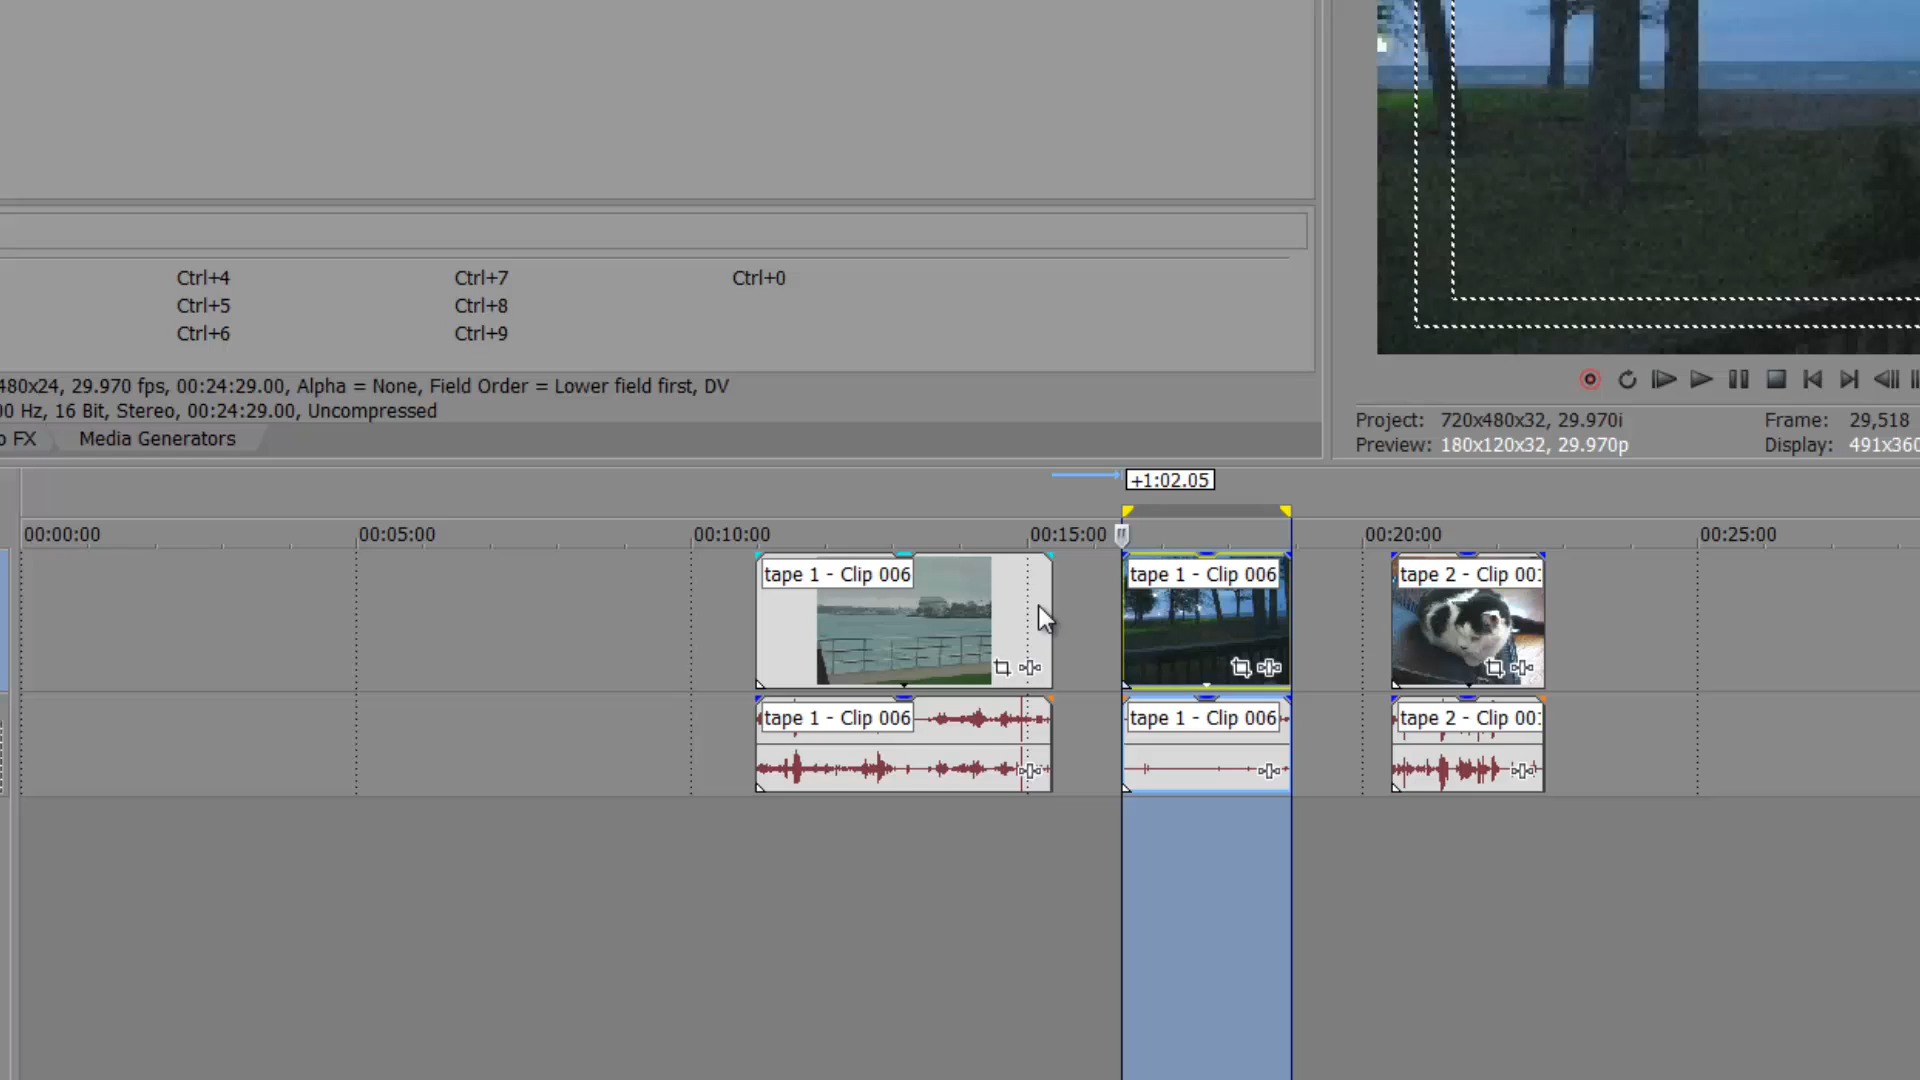 Ctrl+4 Ctrl+7 Ctrl+0
Ctrl+5 Ctrl+8
Ctrl+6 Ctrl+9
480x24, 29.970 fps, 00:24:29.00, Alpha = None, Field Order = Lower field first, DV
00 Hz, 16 Bit, Stereo, 00:24:29.00, Uncompressed
o FX Media Generators
Project: 720x480x32, 29.970i Frame: 29,518
Preview: 180x120x32, 29.970p Display: 491x360
+1:02.05
00:00:00 00:05:00 00:10:00 00:15:00 00:20:00 00:25:00
tape 1 - Clip 006 tape 1 - Clip 006 tape 2 - Clip 00
tape 1 - Clip 006 tape 1 - Clip 006 tape 2 - Clip 00